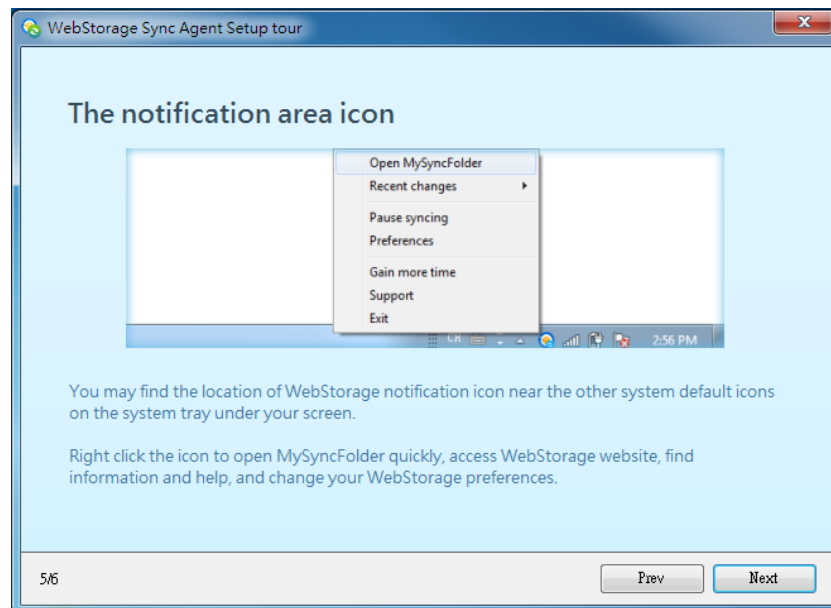 WebStorage Sync Agent Setup tour
The notification area icon
Open MySyncFolder
Recent changes
Pause syncing
Preferences
Gain more time
Support
Exit
CH
2:56 PM
You may find the location of WebStorage notification icon near the other system default icons
on the system tray under your screen.
Right click the icon to open MySyncFolder quickly, access WebStorage website, find
information and help, and change your WebStorage preferences.
5/6
Prev
Next